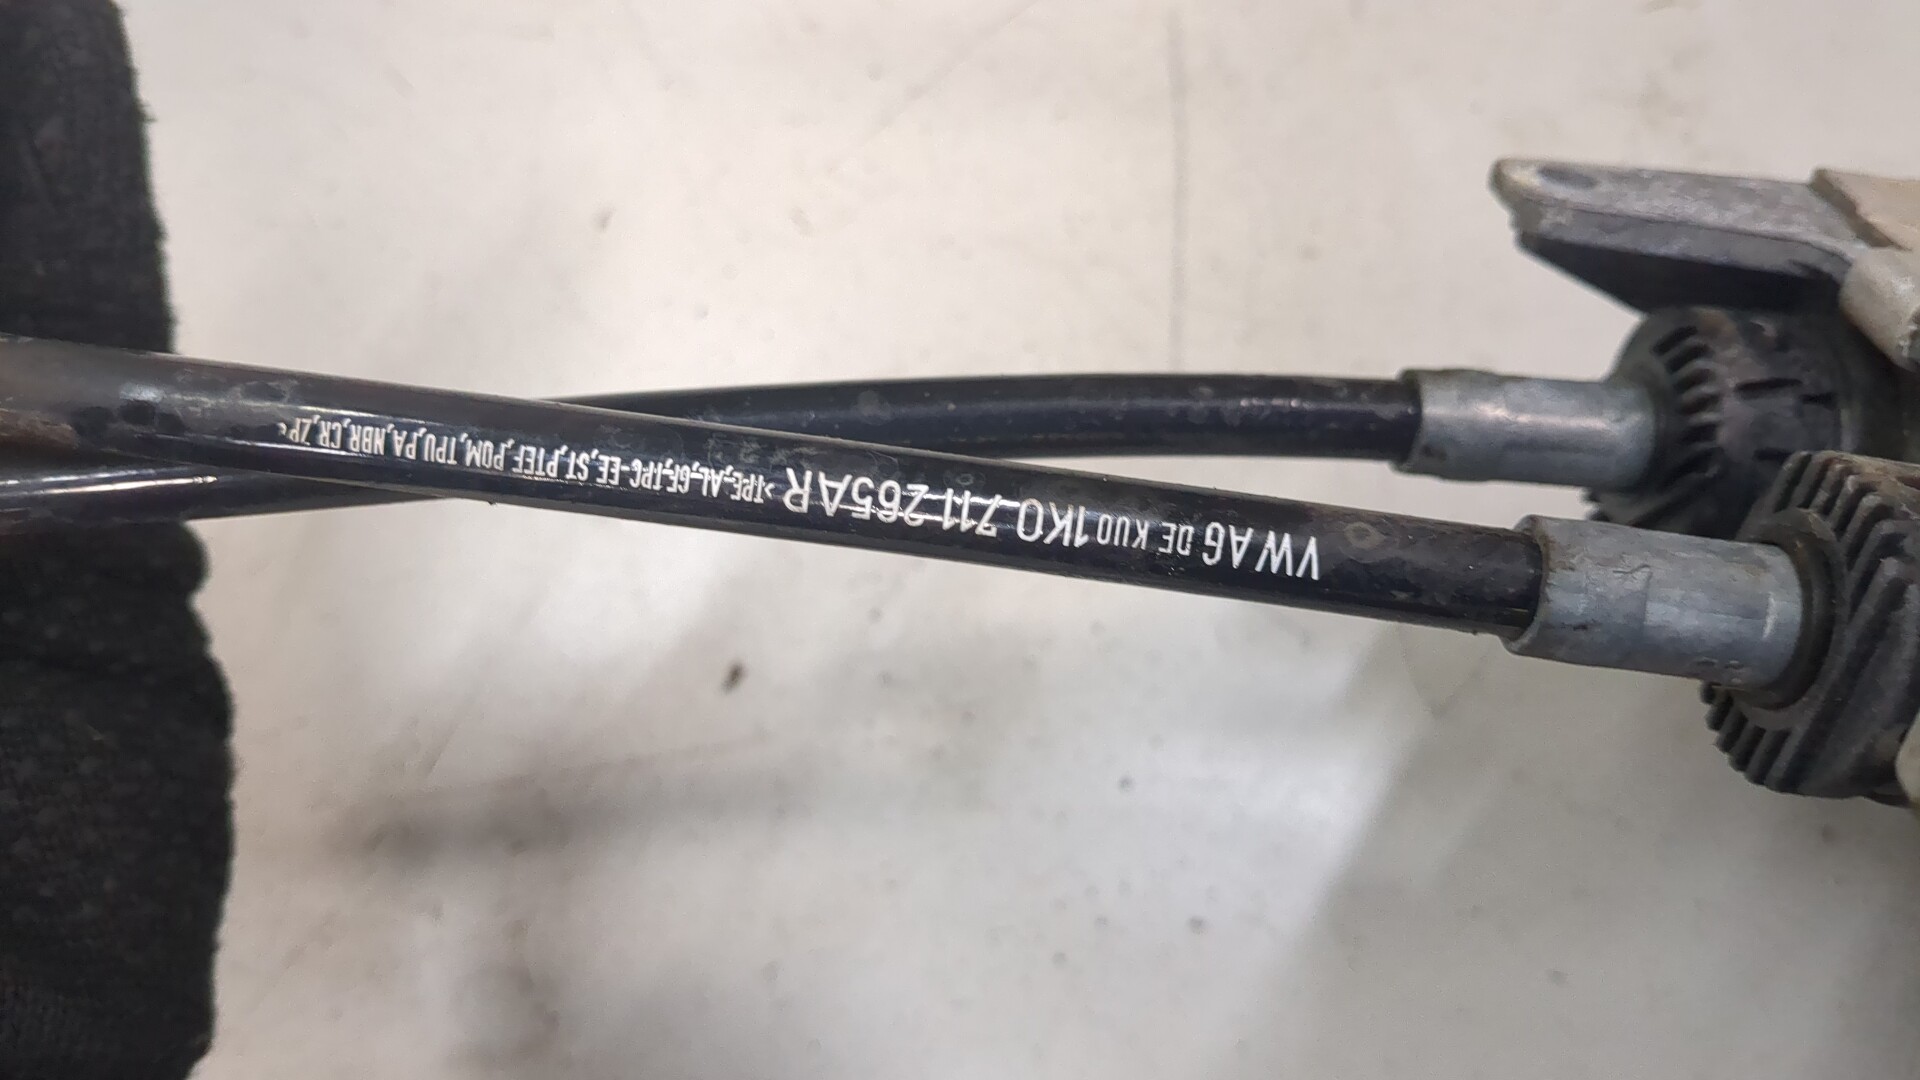 VW AG DE KUO 1K0 711 265AR >TPE,AL,GF,TPC-EE,ST,PTEF,POM,TPU,PA,NBR,CR,ZP<